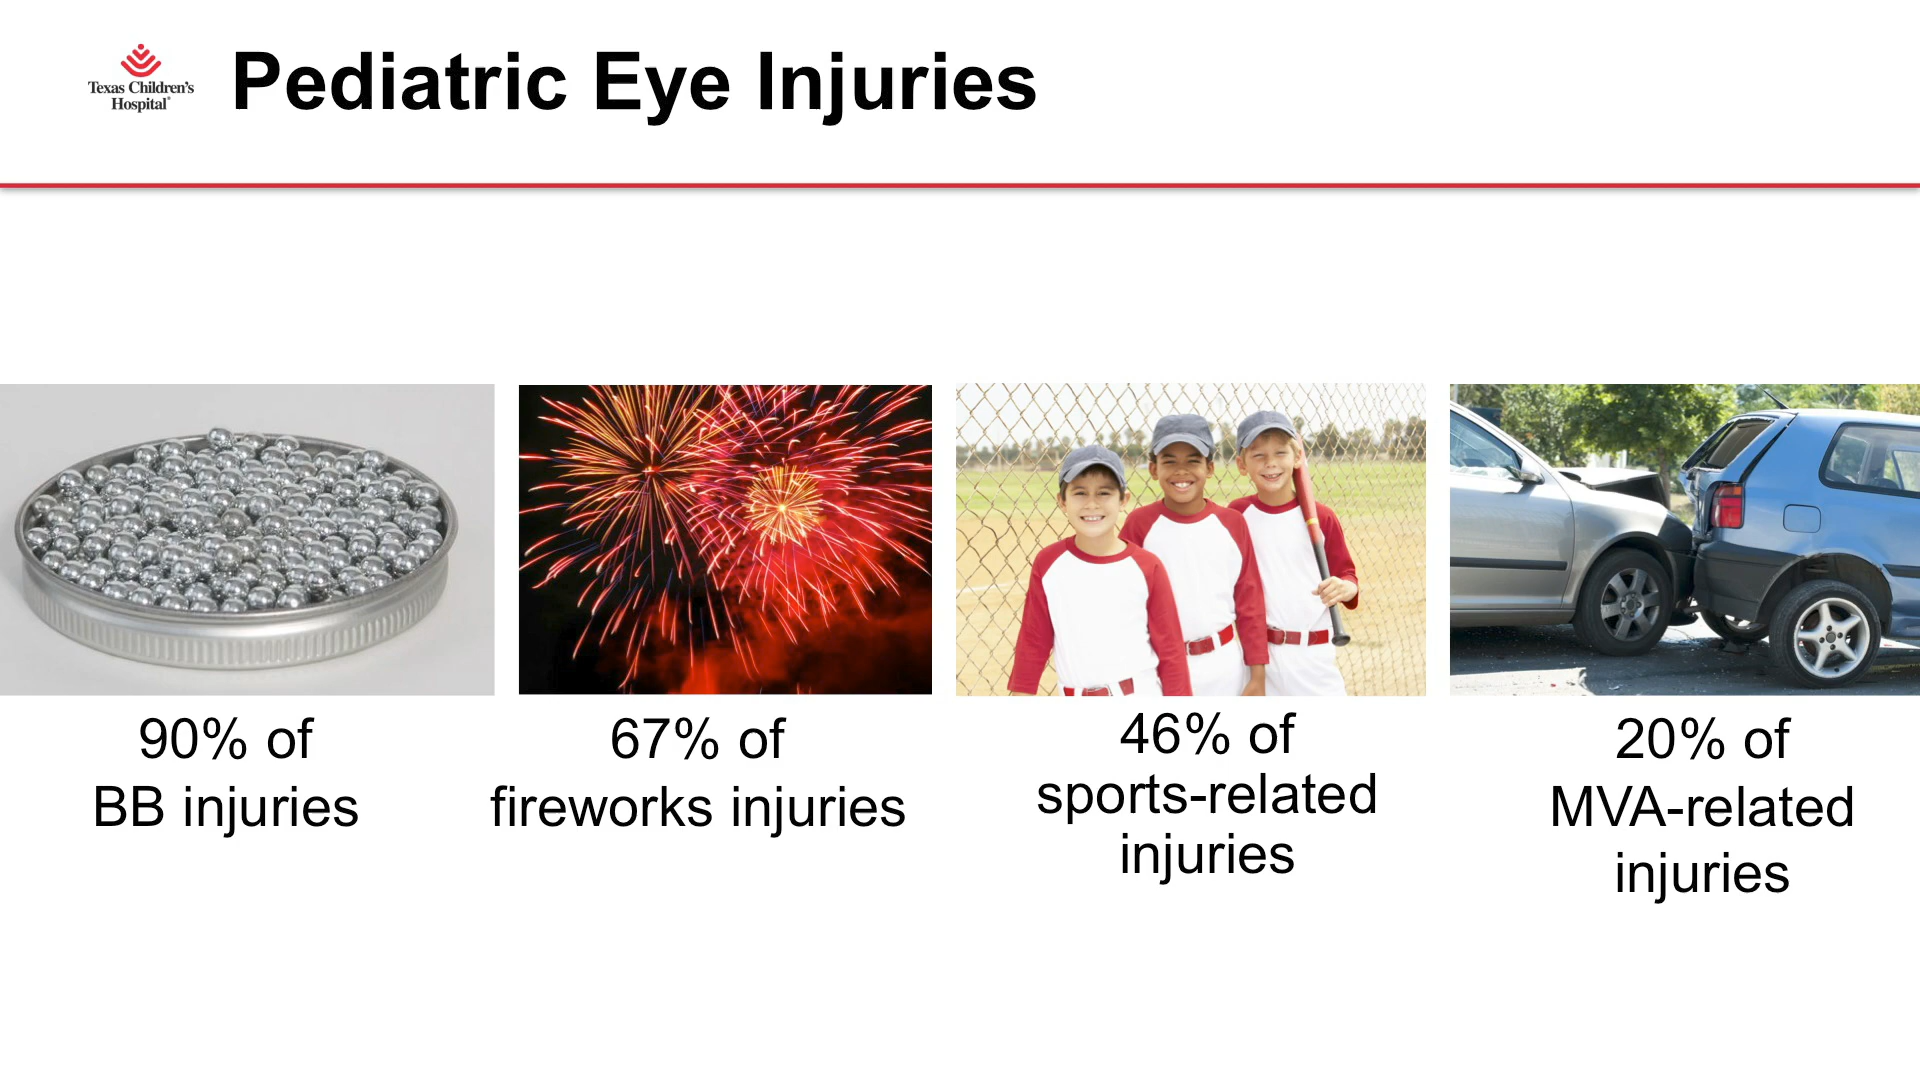 Texas Children's
Hospital®
Pediatric Eye Injuries
90% of
BB injuries
67% of
fireworks injuries
46% of
sports-related
injuries
20% of
MVA-related
injuries